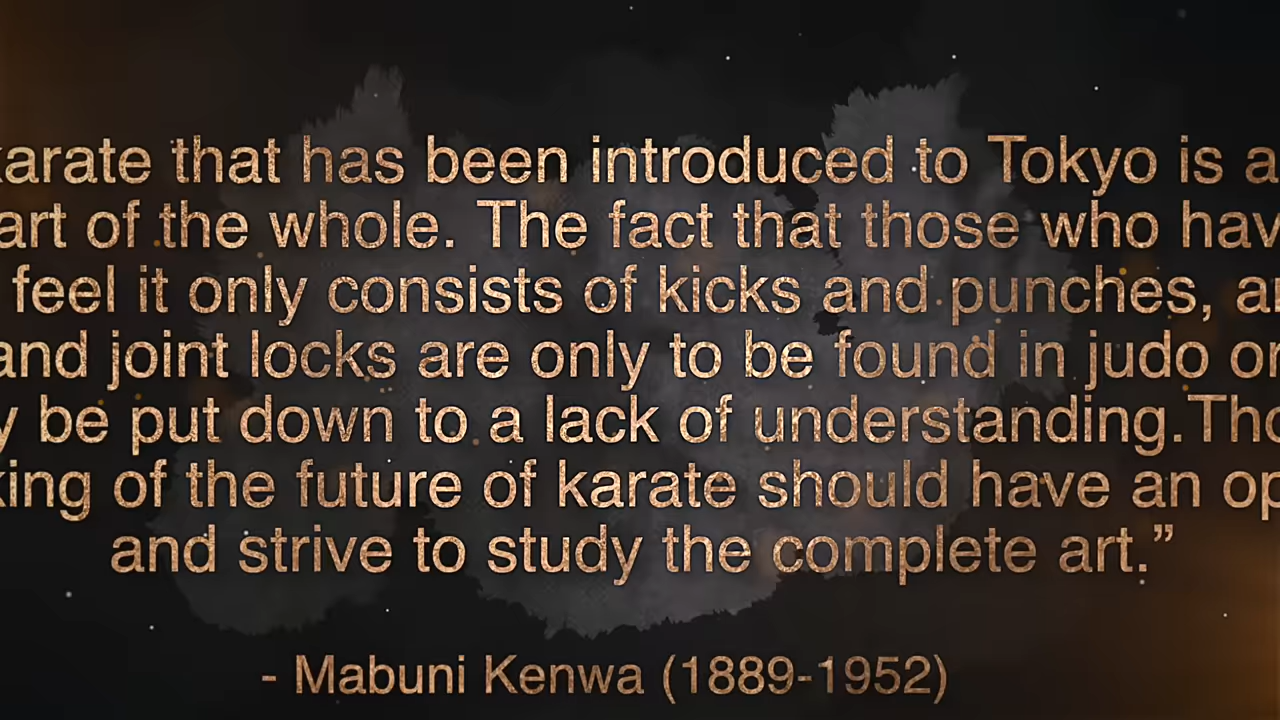 karate that has been introduced to Tokyo is a
art of the whole. The fact that those who hav
feel it only consists of kicks and punches, a
and joint locks are only to be found in judo or
y be put down to a lack of understanding.Tho
king of the future of karate should have an op
and strive to study the complete art.”
- Mabuni Kenwa (1889-1952)